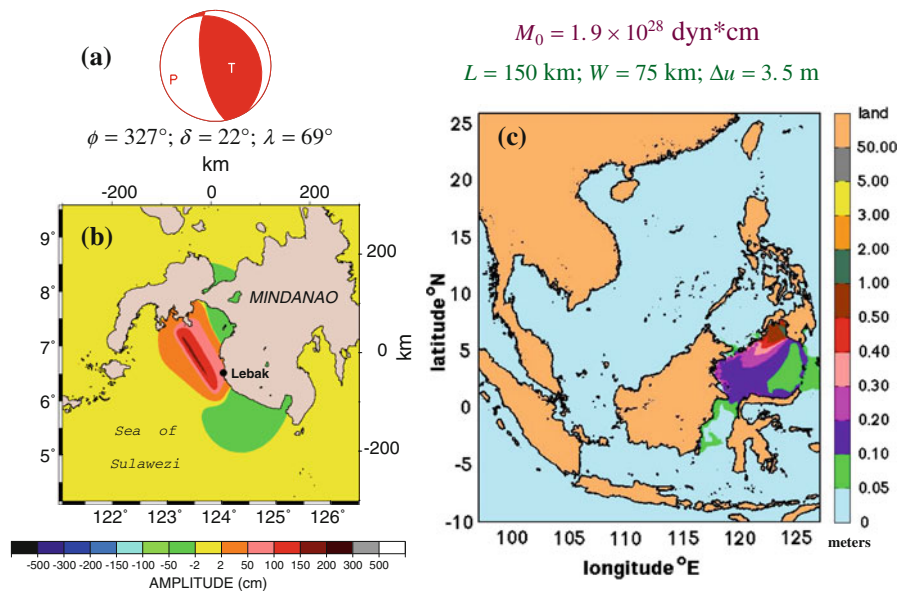 (a)
P
T
ϕ = 327°; δ = 22°; λ = 69°
km
-200 0 200
(b)
9°
8°
7°
6°
5°
200
0
-200
km
MINDANAO
Lebak
Sea of
Sulawezi
122° 123° 124° 125° 126°
-500 -300 -200 -150 -100 -50 -2 2 50 100 150 200 300 500
AMPLITUDE (cm)
M₀ = 1.9 × 10²⁸ dyn*cm
L = 150 km; W = 75 km; Δu = 3.5 m
(c)
25
20
15
10
5
0
-5
-10
latitude°N
100 105 110 115 120 125
longitude°E
land
50.00
5.00
3.00
2.00
1.00
0.50
0.40
0.30
0.20
0.10
0.05
0
meters